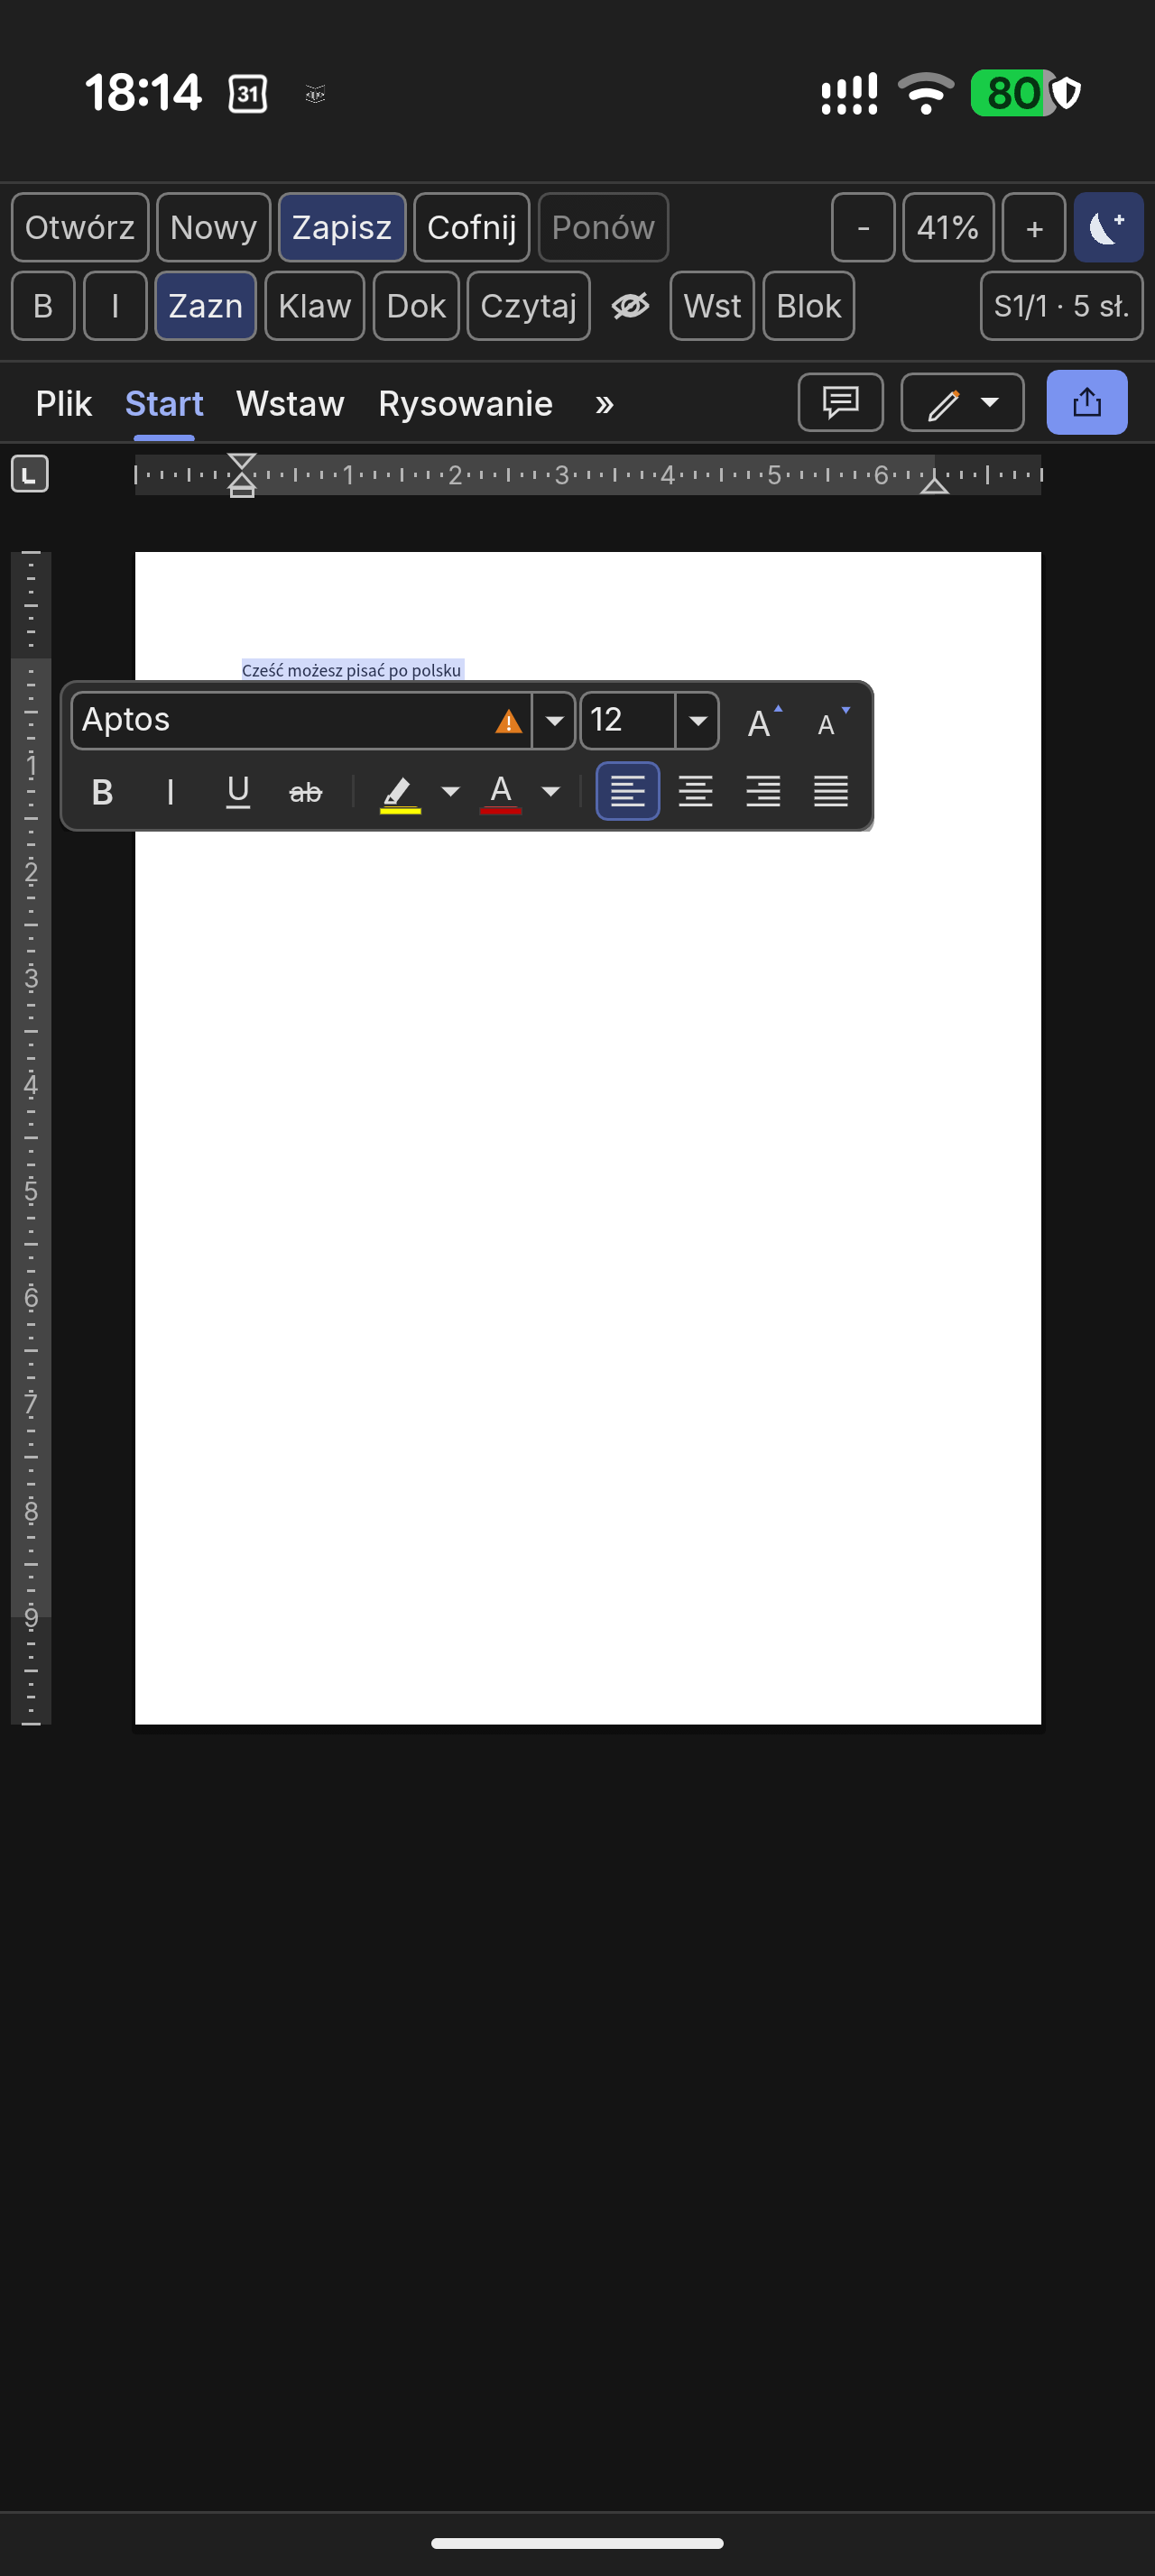 18:14 31 80
Otwórz Nowy Zapisz Cofnij Ponów - 41% +
B I Zazn Klaw Dok Czytaj Wst Blok S1/1 · 5 sł.
Plik Start Wstaw Rysowanie »
L 1 2 3 4 5 6
Cześć możesz pisać po polsku
Aptos 12 A A
B I U ab A
1
2
3
4
5
6
7
8
9